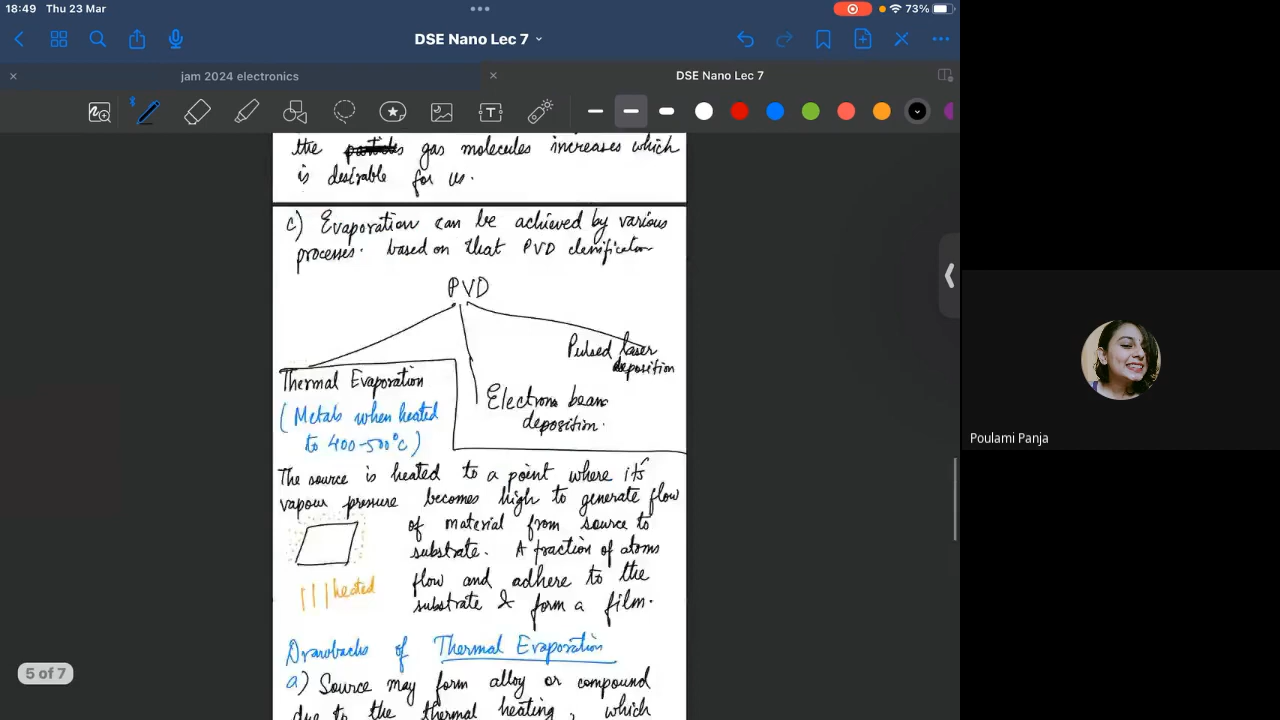 18:49 Thu 23 Mar
73%
DSE Nano Lec 7
jam 2024 electronics
DSE Nano Lec 7
the gas molecules increases which
is desirable for us.
c) Evaporation can be achieved by various
processes. based on that PVD classification
PVD
Pulsed laser
deposition
Thermal Evaporation
(Metals when heated
to 400-500°C)
Electron beam
deposition.
The source is heated to a point where its
vapour pressure becomes high to generate flow
of material from source to
substrate. A fraction of atoms
flow and adhere to the
substrate & form a film.
heated
Drawbacks of Thermal Evaporation
a) Source may form alloy or compound
due to the thermal heating, which
5 of 7
Poulami Panja